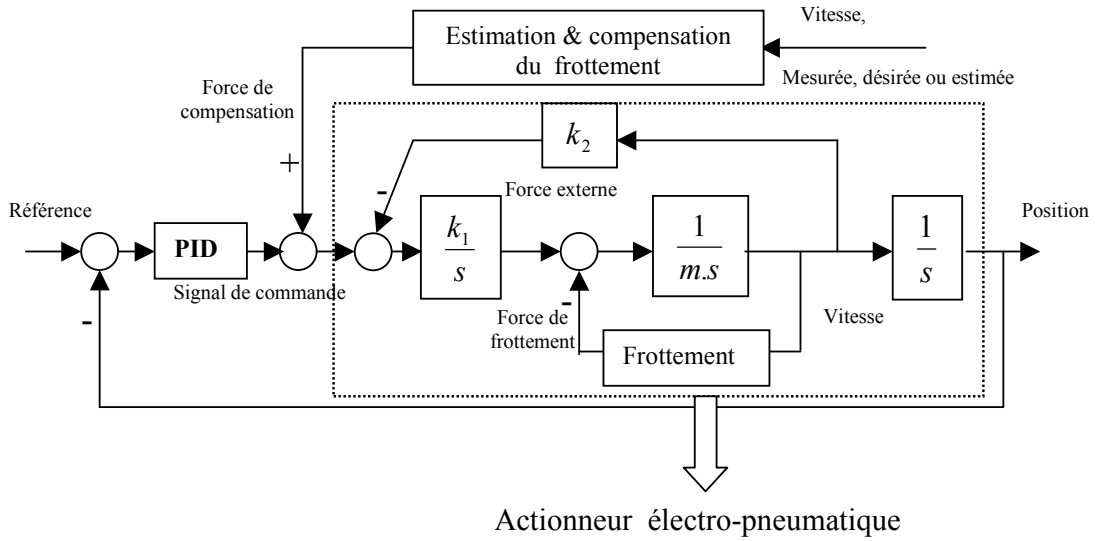 Estimation & compensation
du frottement
Vitesse,
Mesurée, désirée ou estimée
Force de
compensation
+
k₂
-
Force externe
Référence
PID
Signal de commande
k₁
s
1
m.s
1
s
Position
-
-
Force de
frottement
Frottement
Vitesse
Actionneur électro-pneumatique